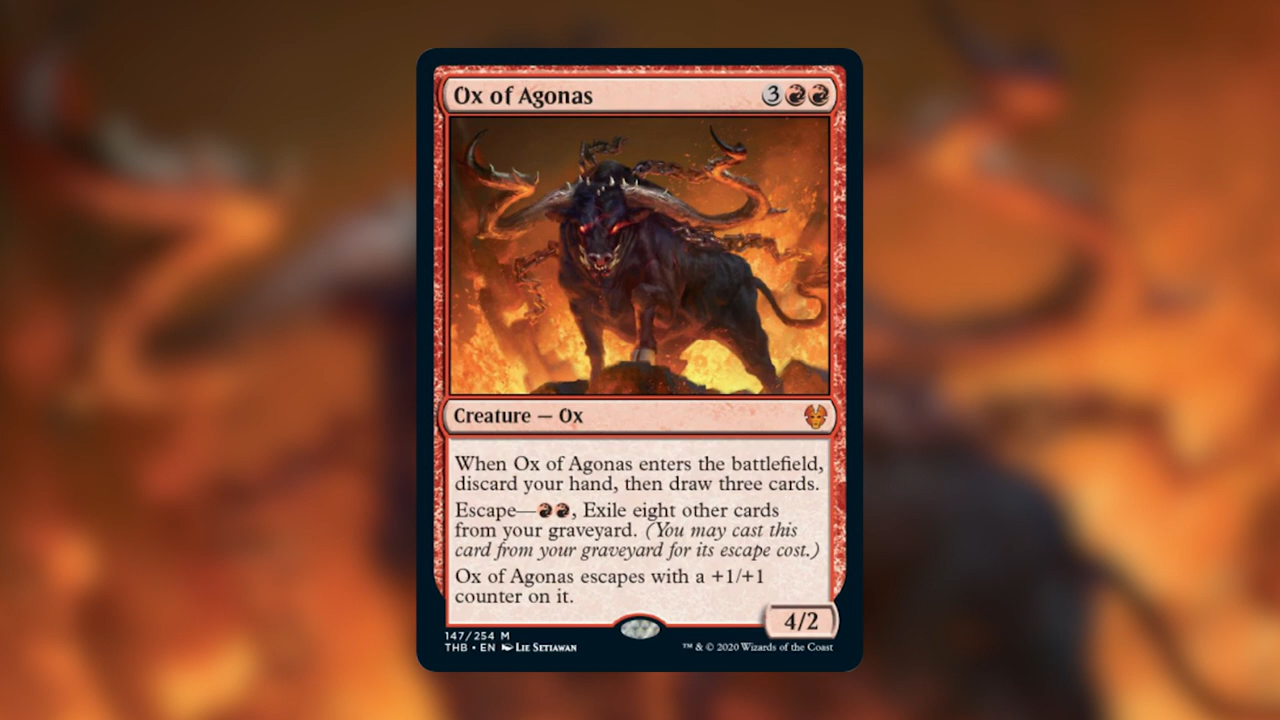 Ox of Agonas 3
Creature — Ox
When Ox of Agonas enters the battlefield,
discard your hand, then draw three cards.
Escape—, Exile eight other cards
from your graveyard. (You may cast this
card from your graveyard for its escape cost.)
Ox of Agonas escapes with a +1/+1
counter on it.
4/2
147/254 M
THB • EN Lie Setiawan ™ & © 2020 Wizards of the Coast